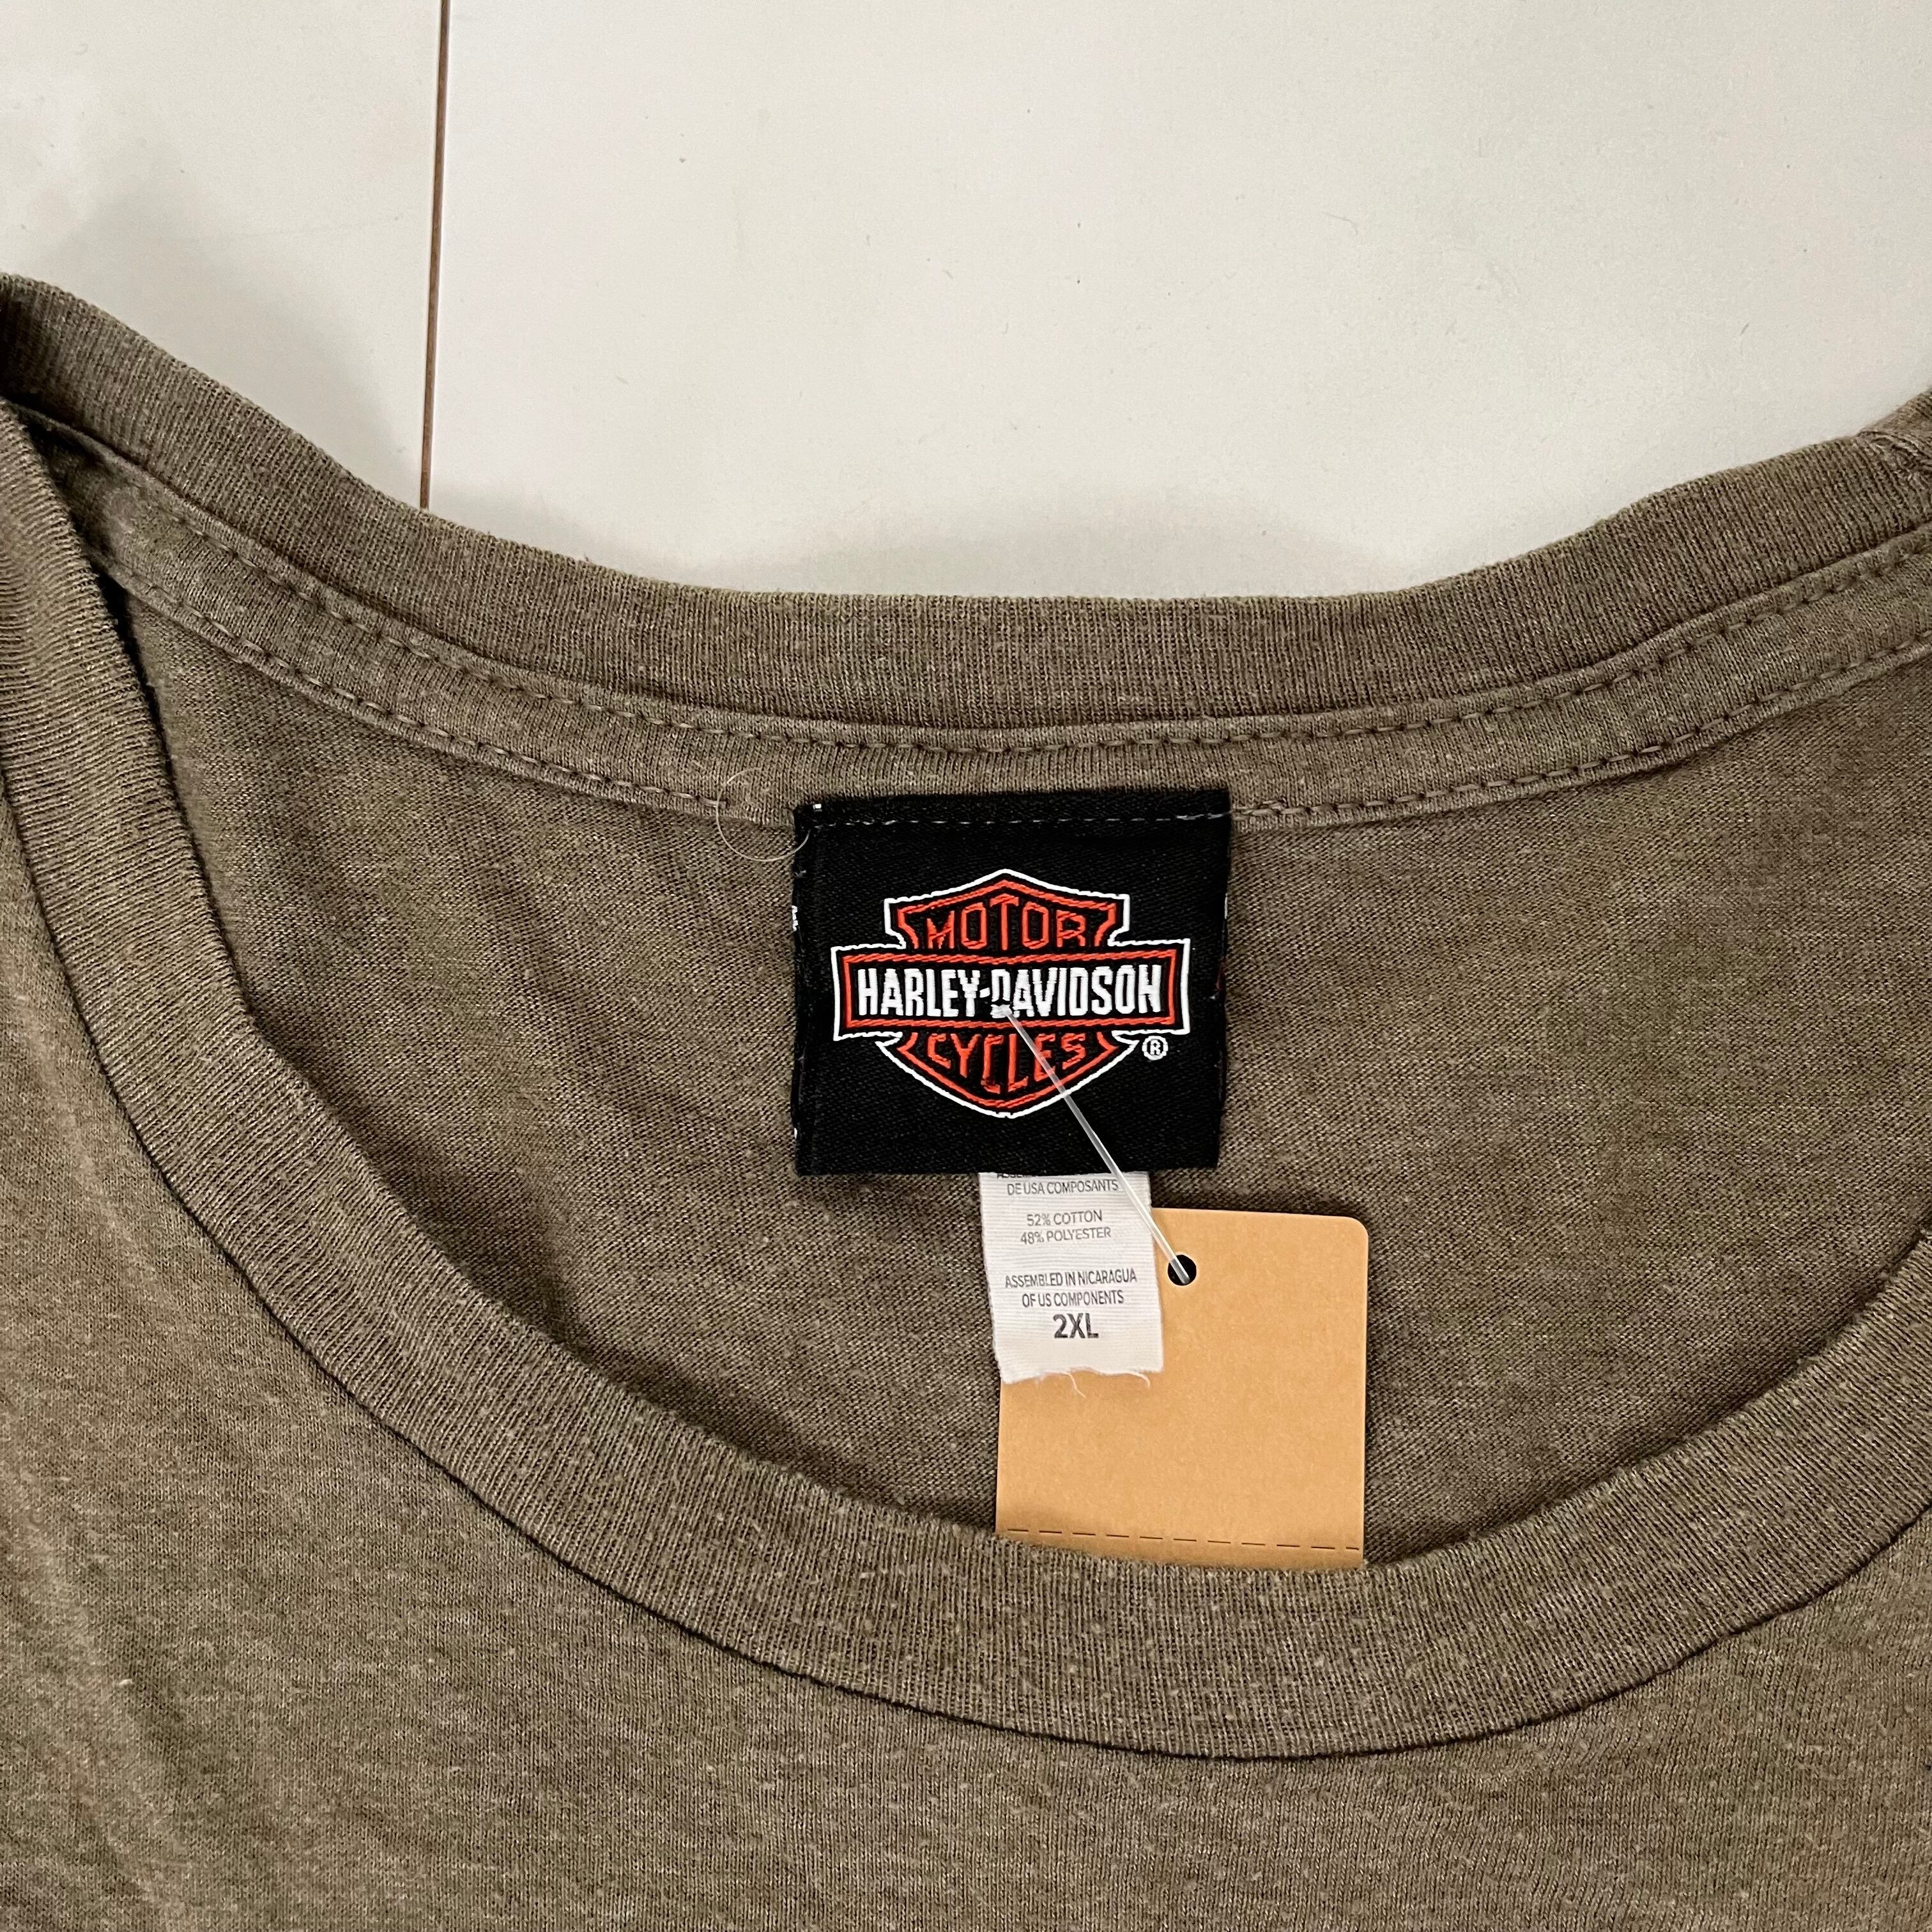 MOTOR
HARLEY-DAVIDSON
CYCLES
®
DE USA COMPOSANTS
52% COTTON
48% POLYESTER
ASSEMBLED IN NICARAGUA
OF US COMPONENTS
2XL